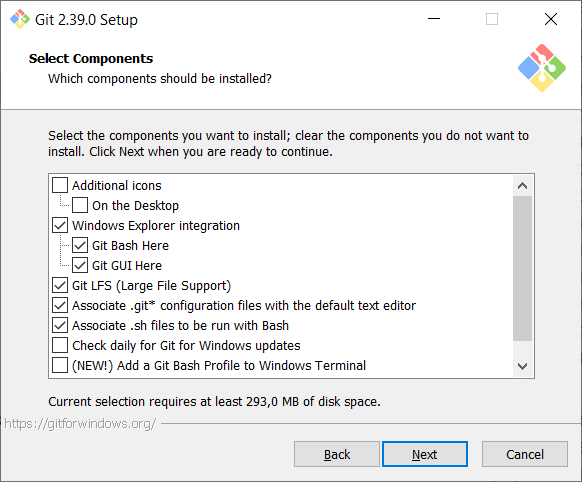 Git 2.39.0 Setup
Select Components
Which components should be installed?
Select the components you want to install; clear the components you do not want to
install. Click Next when you are ready to continue.
Additional icons
On the Desktop
Windows Explorer integration
Git Bash Here
Git GUI Here
Git LFS (Large File Support)
Associate .git* configuration files with the default text editor
Associate .sh files to be run with Bash
Check daily for Git for Windows updates
(NEW!) Add a Git Bash Profile to Windows Terminal
Current selection requires at least 293,0 MB of disk space.
https://gitforwindows.org/
Back Next Cancel